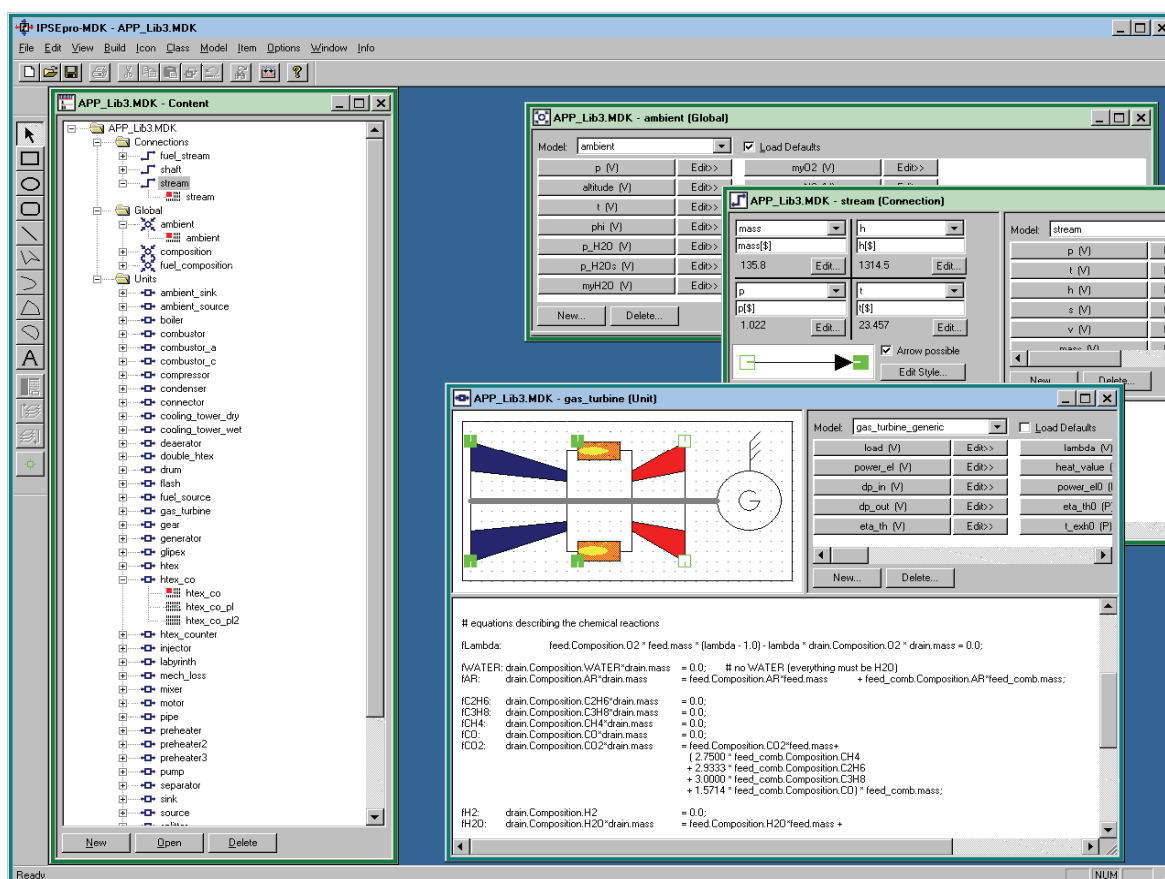 IPSEpro-MDK - APP_Lib3.MDK
File Edit View Build Icon Class Model Item Options Window Info
APP_Lib3.MDK - Content
APP_Lib3.MDK
Connections
fuel_stream
shaft
stream
stream
Global
ambient
ambient
composition
fuel_composition
Units
ambient_sink
ambient_source
boiler
combustor
combustor_a
combustor_c
compressor
condenser
connector
cooling_tower_dry
cooling_tower_wet
deaerator
double_htex
drum
flash
fuel_source
gas_turbine
gear
generator
glipex
htex
htex_co
htex_co
htex_co_pl
htex_co_pl2
htex_counter
injector
labyrinth
mech_loss
mixer
motor
pipe
preheater
preheater2
preheater3
pump
separator
sink
source
New Open Delete
A
APP_Lib3.MDK - ambient (Global)
Model: ambient Load Defaults
p (V) Edit>> myO2 (V) Edit>>
altitude (V) Edit>>
t (V) Edit>>
phi (V) Edit>>
p_H2O (V) Edit>>
p_H2Os (V) Edit>>
myH2O (V) Edit>>
New... Delete...
APP_Lib3.MDK - stream (Connection)
mass h
mass[$] h[$]
135.8 Edit... 1314.5 Edit...
p t
p[$] t[$]
1.022 Edit... 23.457 Edit...
Arrow possible
Edit Style...
Model: stream
p (V)
t (V)
h (V)
s (V)
v (V)
mass (V)
New Delete
APP_Lib3.MDK - gas_turbine (Unit)
G
Model: gas_turbine_generic Load Defaults
load (V) Edit>> lambda (V)
power_el (V) Edit>> heat_value (
dp_in (V) Edit>> power_el0 (
dp_out (V) Edit>> eta_th0 (P)
eta_th (V) Edit>> t_exh0 (P)
New... Delete...
# equations describing the chemical reactions
fLambda: feed.Composition.O2 * feed.mass * (lambda - 1.0) - lambda * drain.Composition.O2 * drain.mass = 0.0;
fWATER: drain.Composition.WATER*drain.mass = 0.0; # no WATER (everything must be H2O)
fAR: drain.Composition.AR*drain.mass = feed.Composition.AR*feed.mass + feed_comb.Composition.AR*feed_comb.mass;
fC2H6: drain.Composition.C2H6*drain.mass = 0.0;
fC3H8: drain.Composition.C3H8*drain.mass = 0.0;
fCH4: drain.Composition.CH4*drain.mass = 0.0;
fCO: drain.Composition.CO*drain.mass = 0.0;
fCO2: drain.Composition.CO2*drain.mass = feed.Composition.CO2*feed.mass+
( 2.7500 * feed_comb.Composition.CH4
+ 2.9333 * feed_comb.Composition.C2H6
+ 3.0000 * feed_comb.Composition.C3H8
+ 1.5714 * feed_comb.Composition.CO) * feed_comb.mass;
fH2: drain.Composition.H2 = 0.0;
fH2O: drain.Composition.H2O*drain.mass = feed.Composition.H2O*feed.mass +
Ready NUM